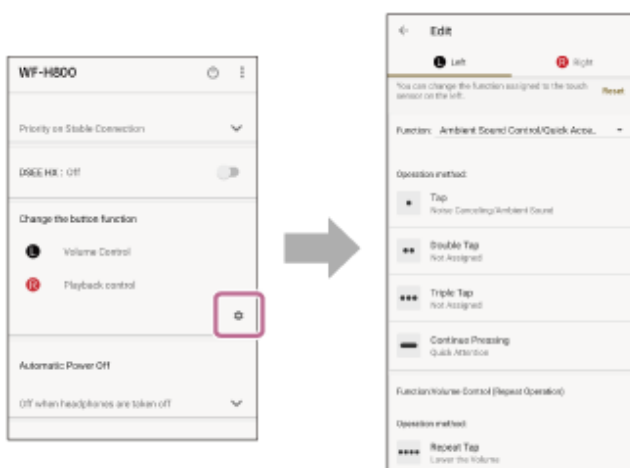 WF-H800
Priority on Stable Connection
DSEE HX : Off
Change the button function
L Volume Control
R Playback control
Automatic Power Off
Off when headphones are taken off
Edit
L Left R Right
You can change the function assigned to the touch
sensor on the left. Reset
Function: Ambient Sound Control/Quick Acce...
Operation method:
Tap
Noise Canceling/Ambient Sound
Double Tap
Not Assigned
Triple Tap
Not Assigned
Continue Pressing
Quick Attention
Function:Volume Control (Repeat Operation)
Operation method:
Repeat Tap
Lower the Volume